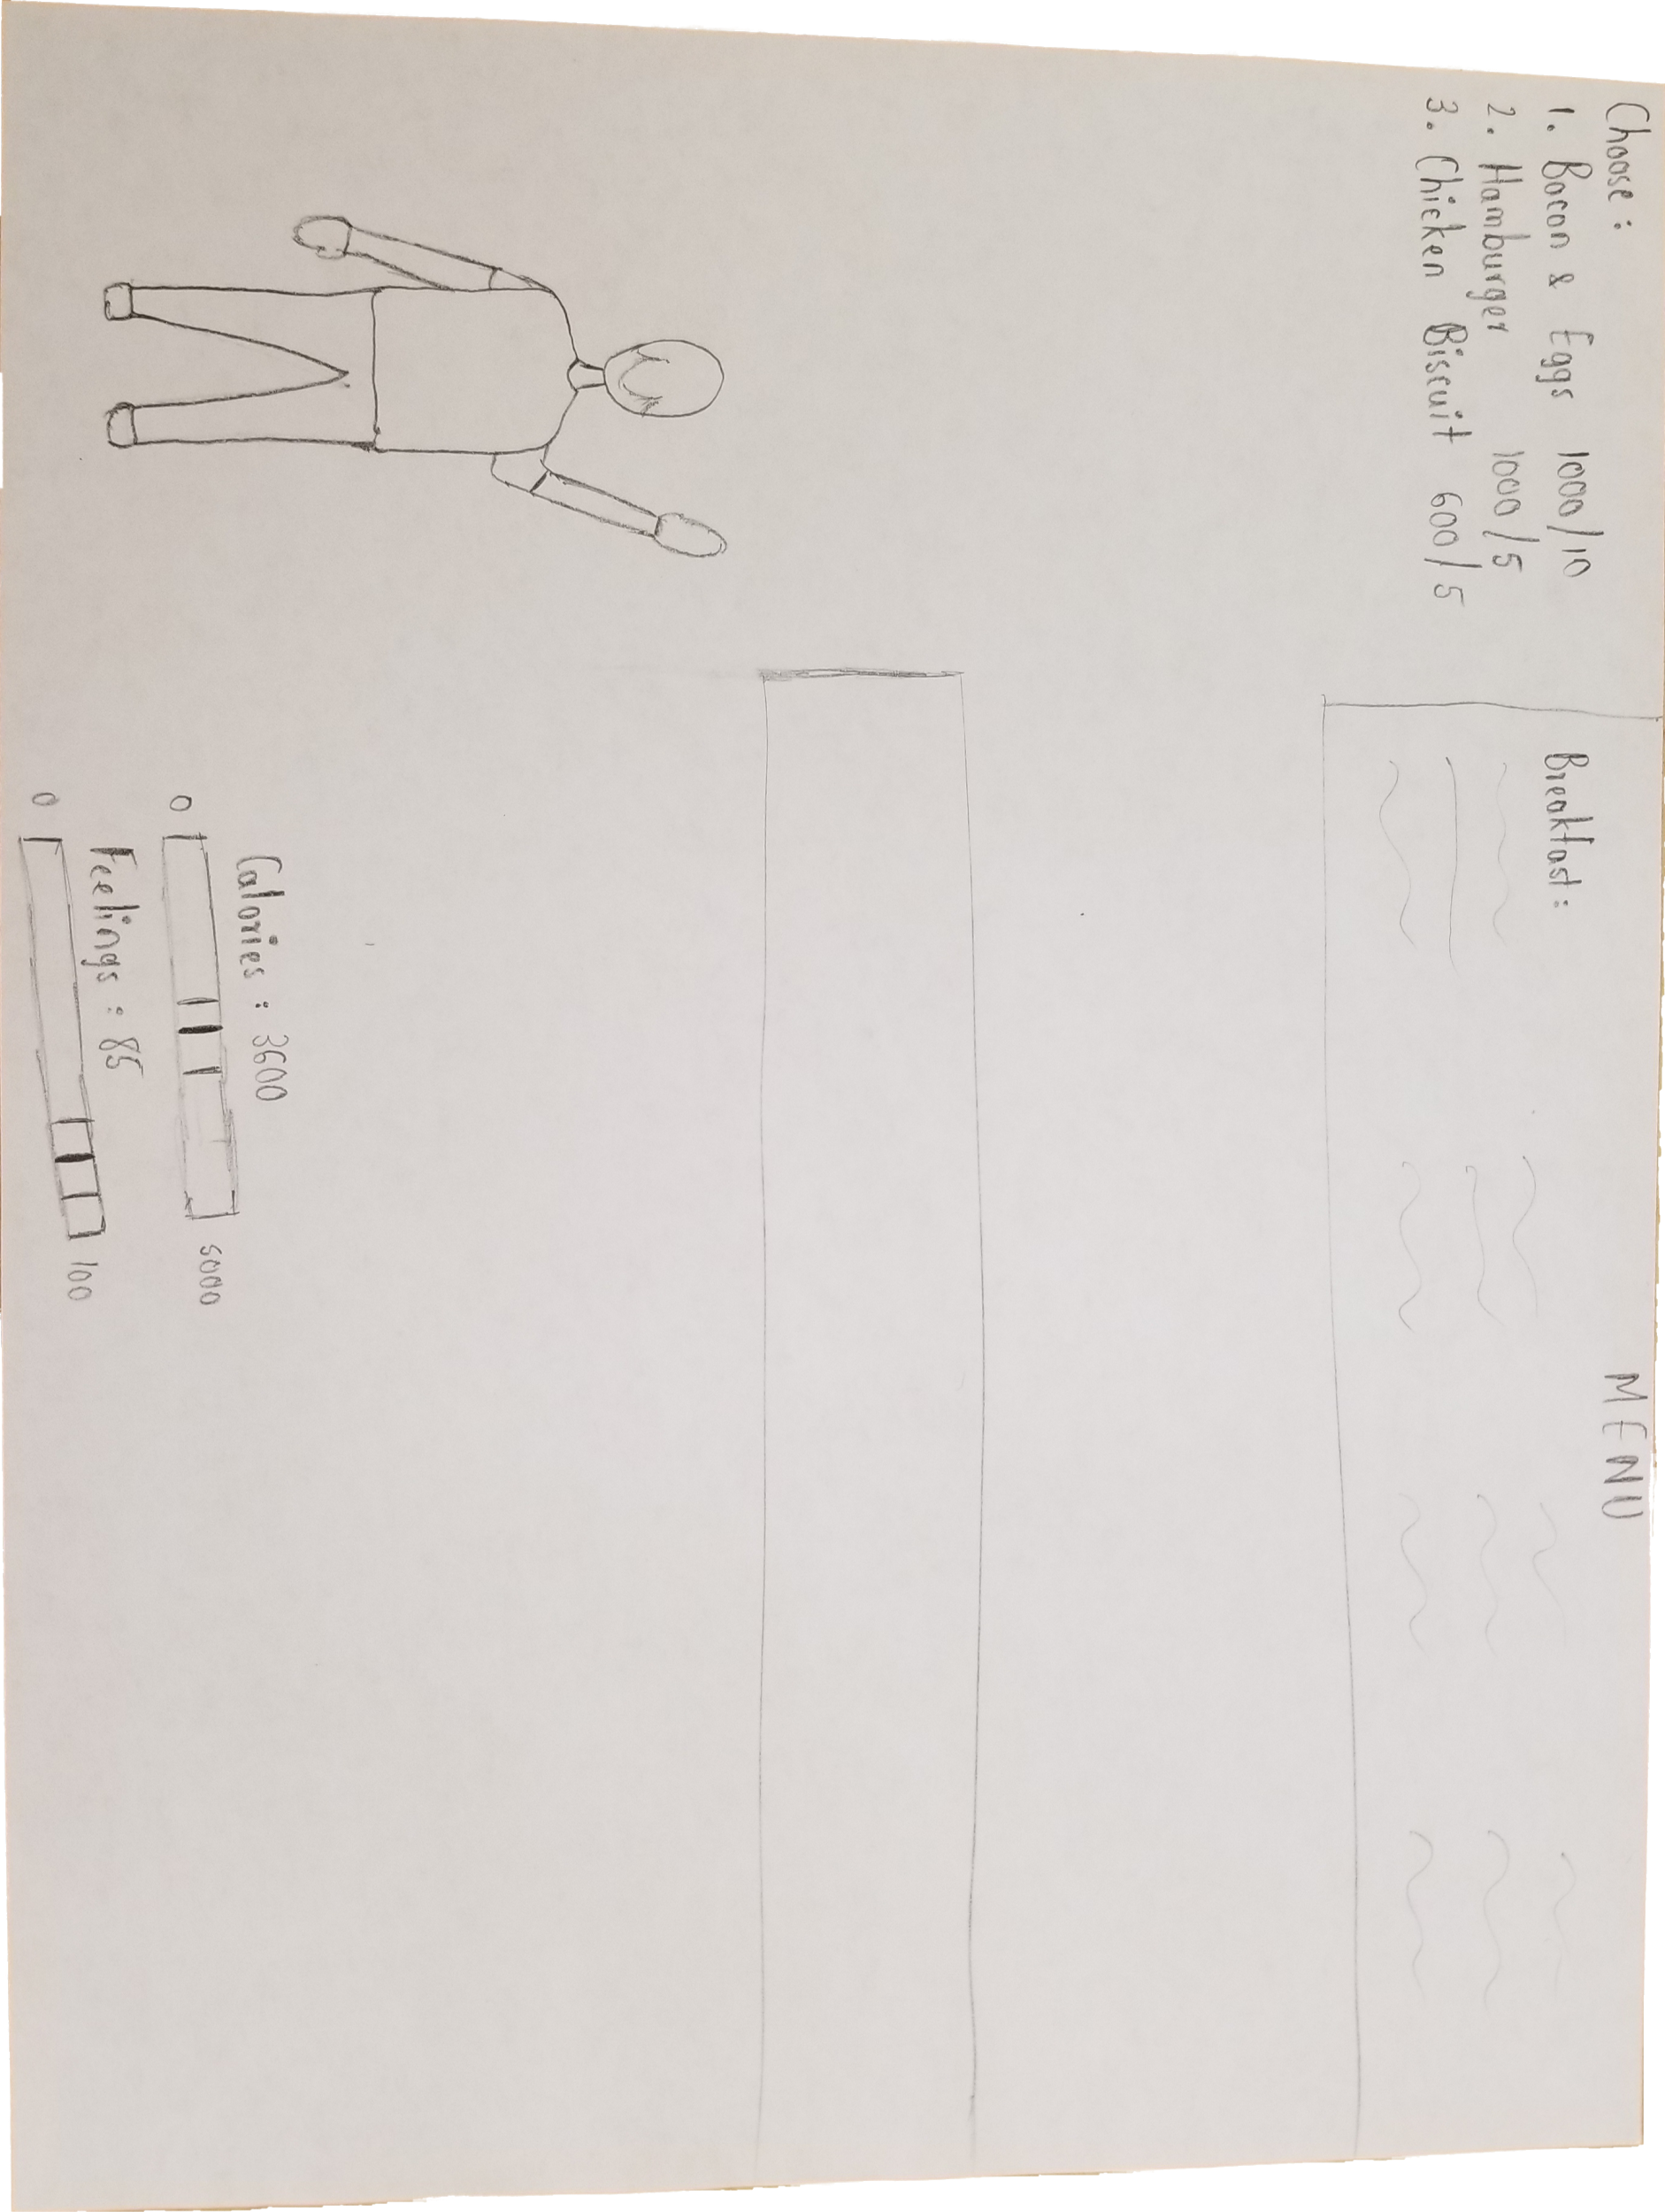 Choose:
1. Bacon & Eggs 1000/10
2. Hamburger 1000/5
3. Chicken Biscuit 600/5
MENU
Breakfast:
Calories: 3600
0 5000
Feelings: 85
0 100